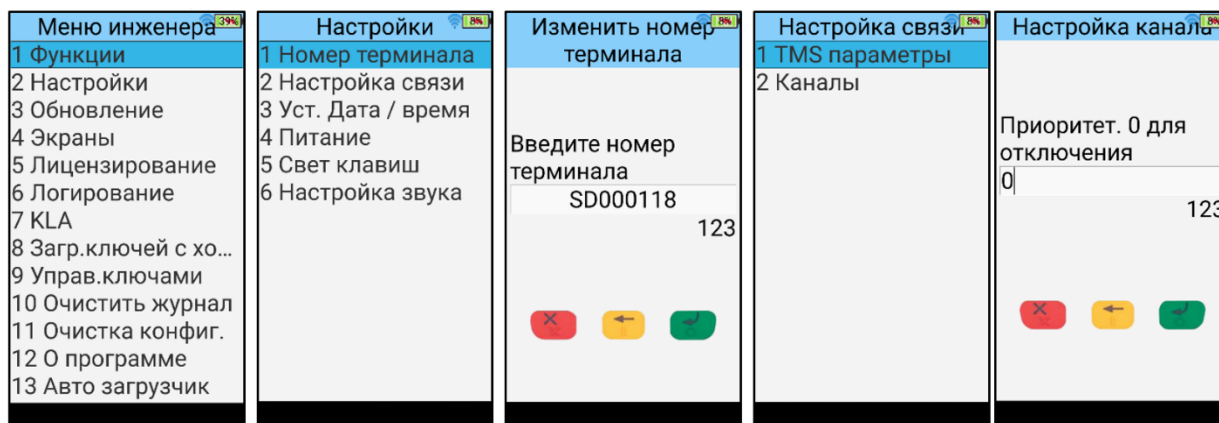 Меню инженера
39%
1 Функции
2 Настройки
3 Обновление
4 Экраны
5 Лицензирование
6 Логирование
7 KLA
8 Загр.ключей с хо...
9 Управ.ключами
10 Очистить журнал
11 Очистка конфиг.
12 О программе
13 Авто загрузчик
Настройки
8%
1 Номер терминала
2 Настройка связи
3 Уст. Дата / время
4 Питание
5 Свет клавиш
6 Настройка звука
Изменить номер
8%
терминала
Введите номер
терминала
SD000118
123
Настройка связи
8%
1 TMS параметры
2 Каналы
Настройка канала
8%
Приоритет. 0 для
отключения
0
123